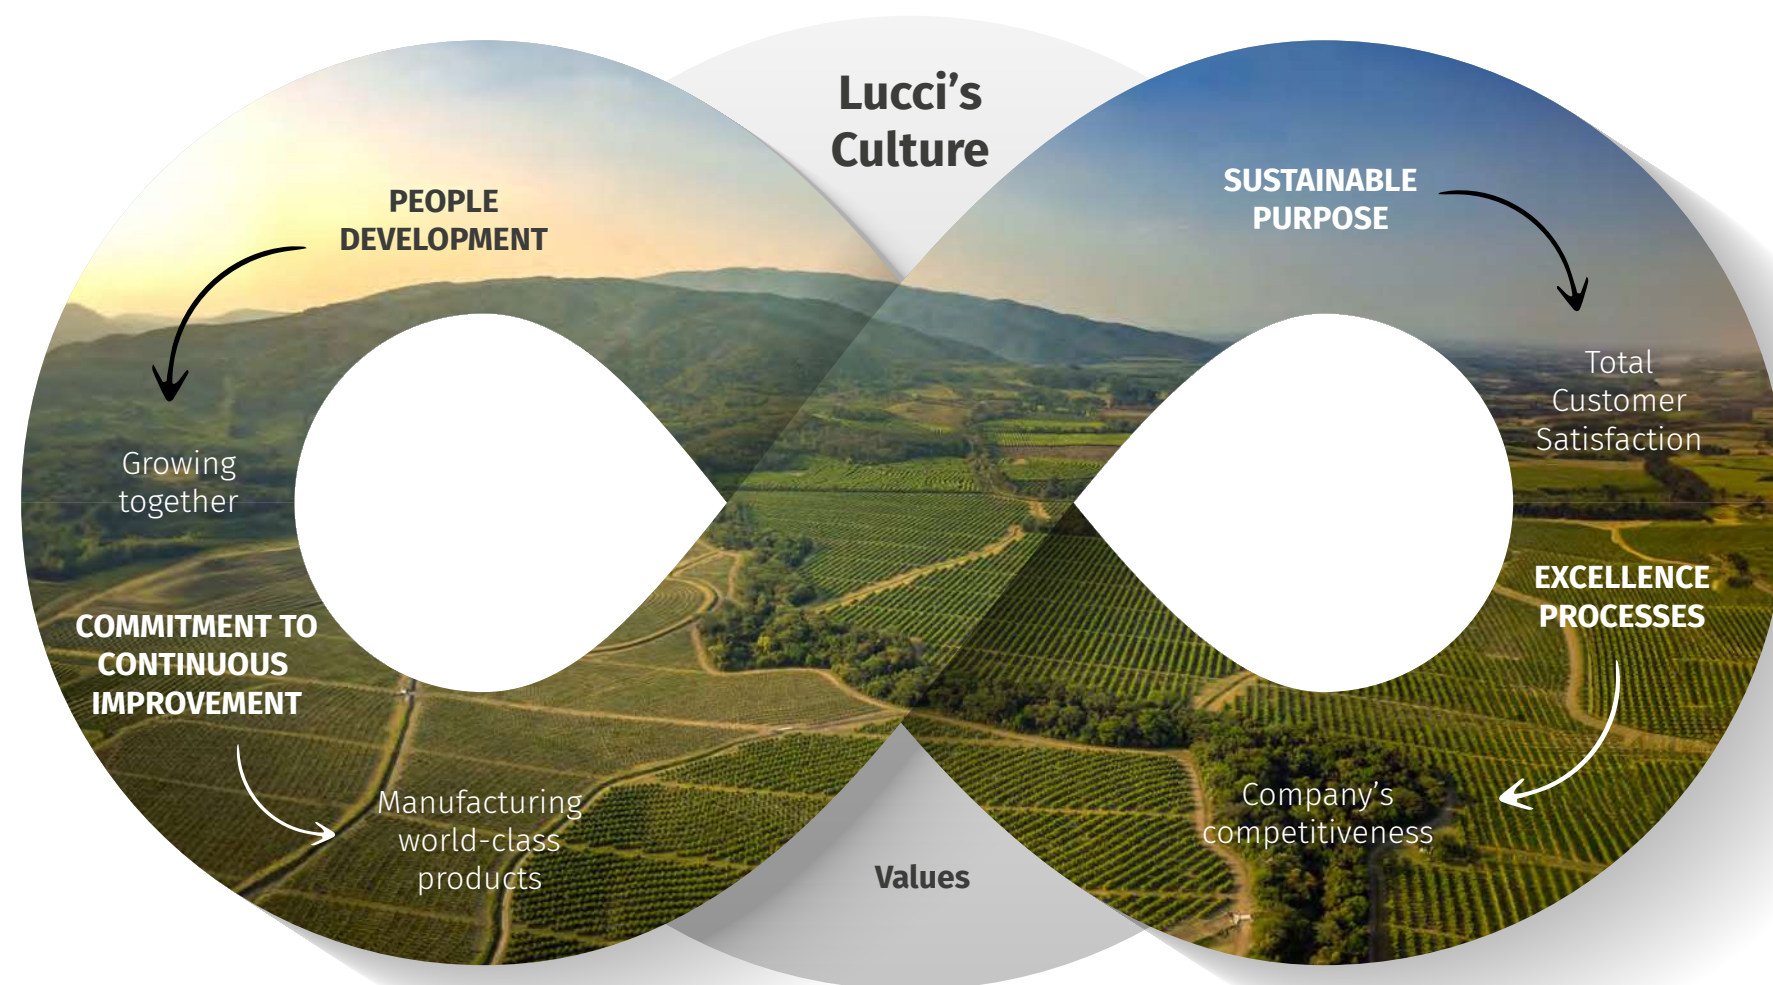 Lucci’s
Culture
PEOPLE
DEVELOPMENT
Growing
together
COMMITMENT TO
CONTINUOUS
IMPROVEMENT
Manufacturing
world-class
products
SUSTAINABLE
PURPOSE
Total
Customer
Satisfaction
EXCELLENCE
PROCESSES
Company’s
competitiveness
Values